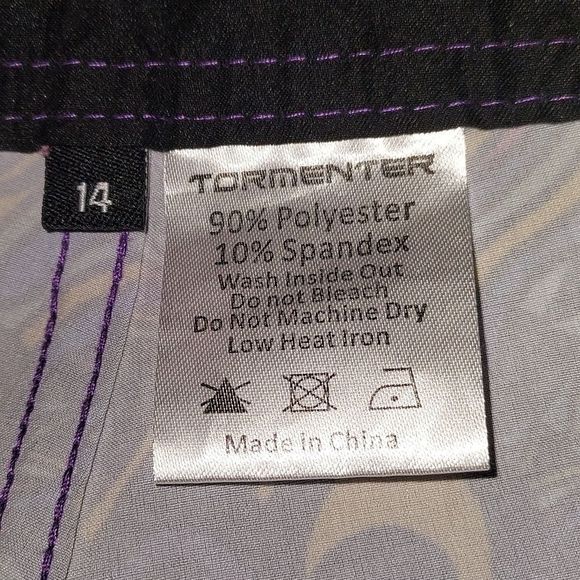 14
TORMENTER
90% Polyester
10% Spandex
Wash Inside Out
Do not Bleach
Do Not Machine Dry
Low Heat Iron
Made in China